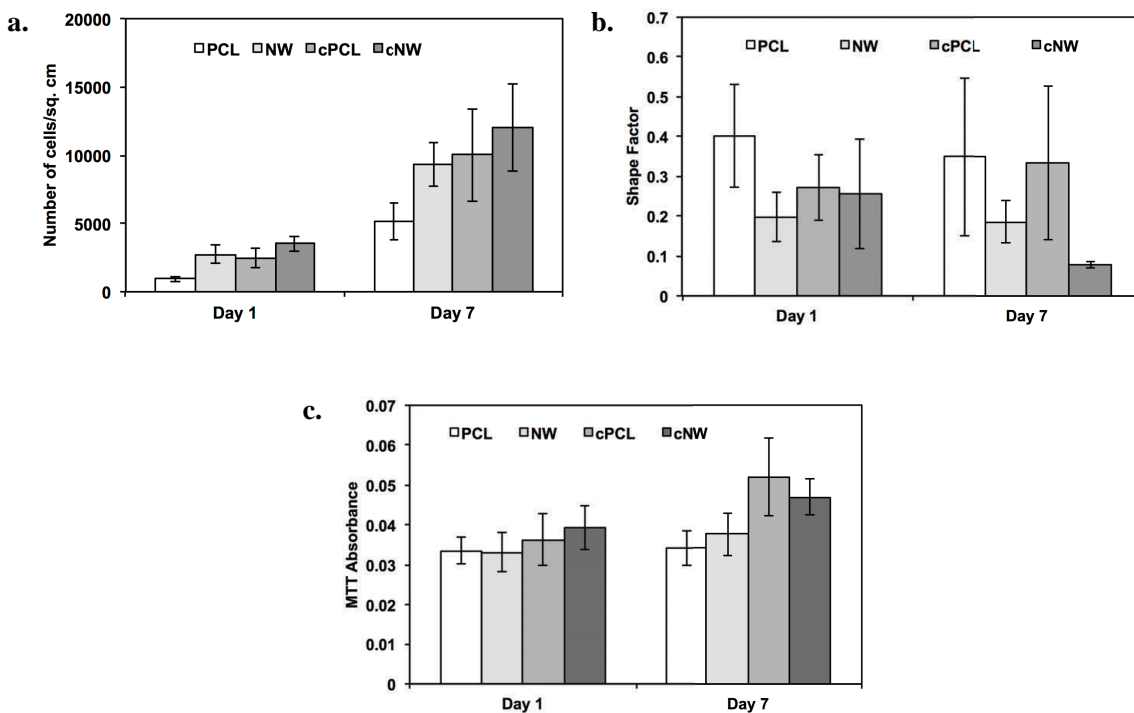 a.
20000
15000
10000
5000
0
Number of cells/sq. cm
PCL NW cPCL cNW
Day 1 Day 7
b.
0.7
0.6
0.5
0.4
0.3
0.2
0.1
0
Shape Factor
PCL NW cPCL cNW
Day 1 Day 7
c.
0.07
0.06
0.05
0.04
0.03
0.02
0.01
0
MTT Absorbance
PCL NW cPCL cNW
Day 1 Day 7